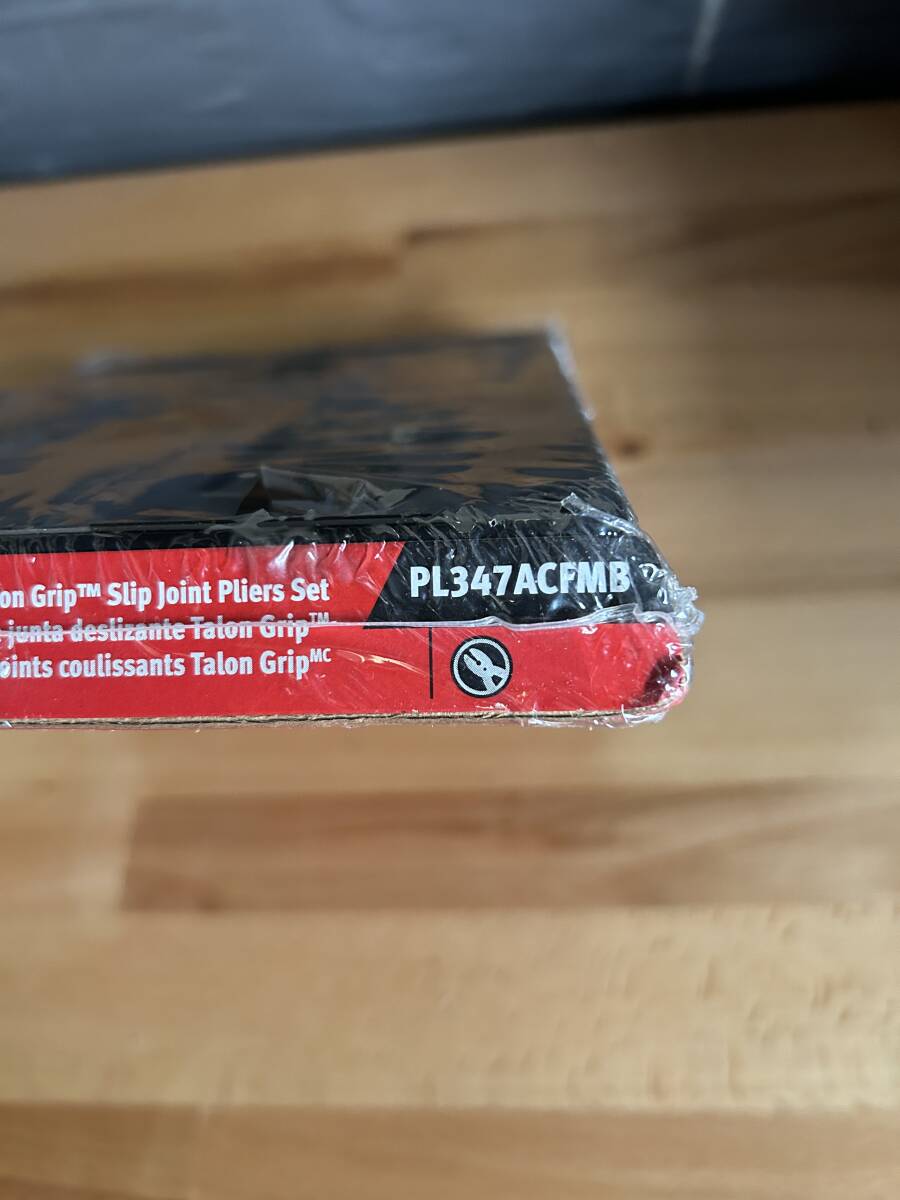 on Grip™ Slip Joint Pliers Set
PL347ACFMB
junta deslizante Talon Grip™
oints coulissants Talon Grip​MC